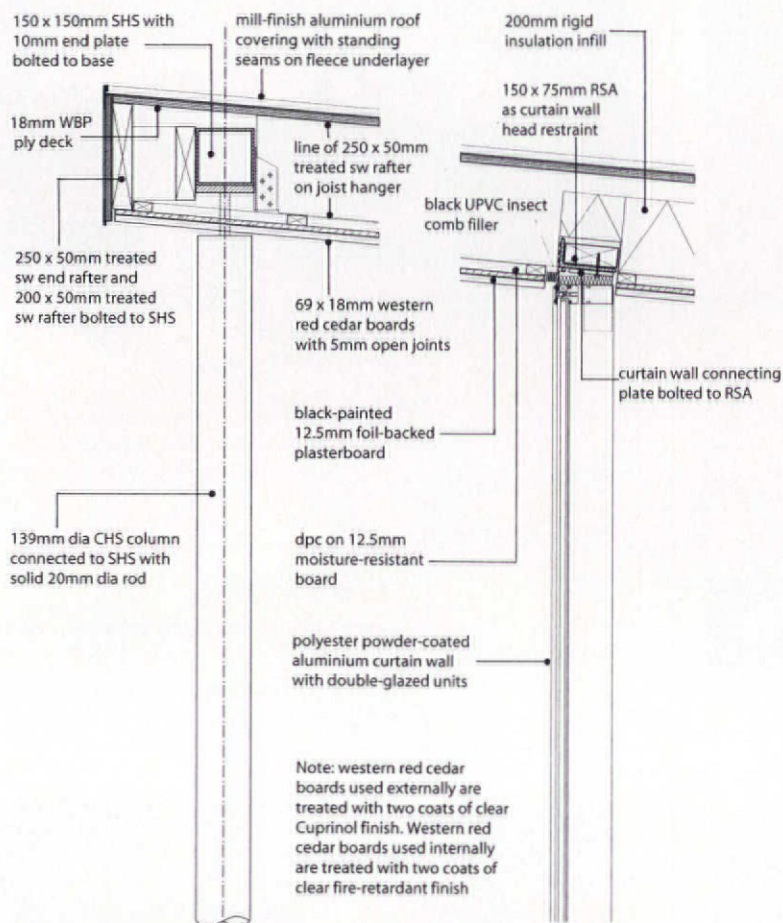 150 x 150mm SHS with
10mm end plate
bolted to base
mill-finish aluminium roof
covering with standing
seams on fleece underlayer
200mm rigid
insulation infill
18mm WBP
ply deck
line of 250 x 50mm
treated sw rafter
on joist hanger
150 x 75mm RSA
as curtain wall
head restraint
black UPVC insect
comb filler
250 x 50mm treated
sw end rafter and
200 x 50mm treated
sw rafter bolted to SHS
69 x 18mm western
red cedar boards
with 5mm open joints
curtain wall connecting
plate bolted to RSA
black-painted
12.5mm foil-backed
plasterboard
139mm dia CHS column
connected to SHS with
solid 20mm dia rod
dpc on 12.5mm
moisture-resistant
board
polyester powder-coated
aluminium curtain wall
with double-glazed units
Note: western red cedar
boards used externally are
treated with two coats of clear
Cuprinol finish. Western red
cedar boards used internally
are treated with two coats of
clear fire-retardant finish